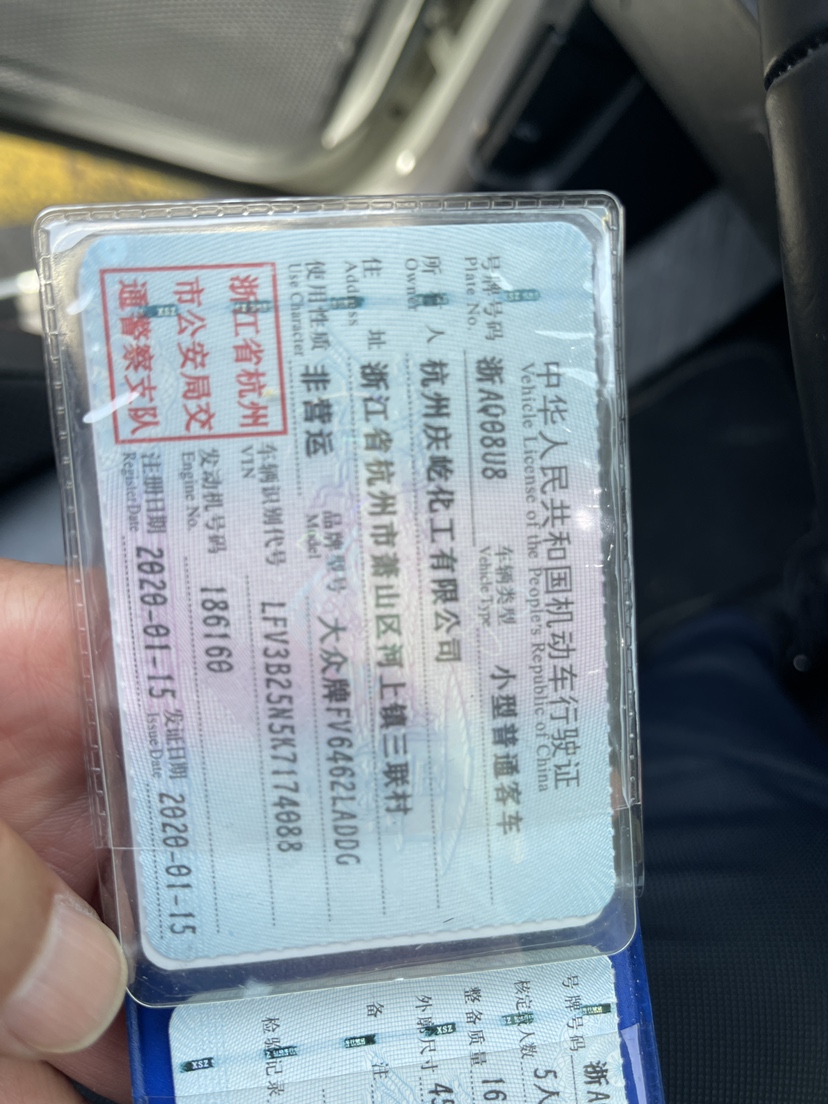 中华人民共和国机动车行驶证
Vehicle License of the People's Republic of China
号牌号码 浙AQ08U8 车辆类型 小型普通客车
Plate No. Vehicle Type
所 人 杭州庆屹化工有限公司
Owner
住 址 浙江省杭州市萧山区河上镇三联村
Address
使用性质 非营运 品牌型号 大众牌FV6462LADDG
Use Character Model
浙江省杭州
市公安局交
通警察支队
车辆识别代号 LFV3B25N5K7174088
VIN
发动机号码 186160
Engine No.
注册日期 2020-01-15 发证日期 2020-01-15
Register Date Issue Date
号牌号码 浙A
核定载人数 5人
整备质量 16
外廓尺寸 45
备 注
检验记录